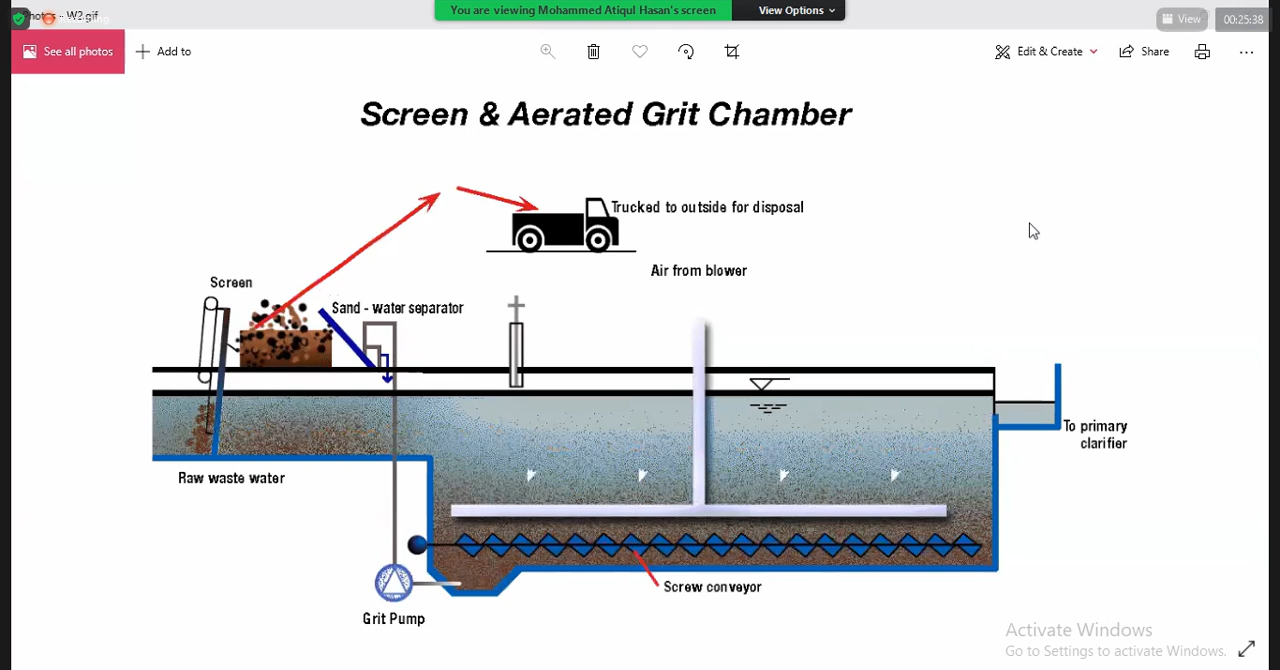 You are viewing Mohammed Atiqul Hasan's screen
View Options
W2.gif
View
00:25:38
See all photos
Add to
Edit & Create
Share
Screen & Aerated Grit Chamber
Trucked to outside for disposal
Air from blower
Screen
Sand - water separator
To primary
clarifier
Raw waste water
Screw conveyor
Grit Pump
Activate Windows
Go to Settings to activate Windows.